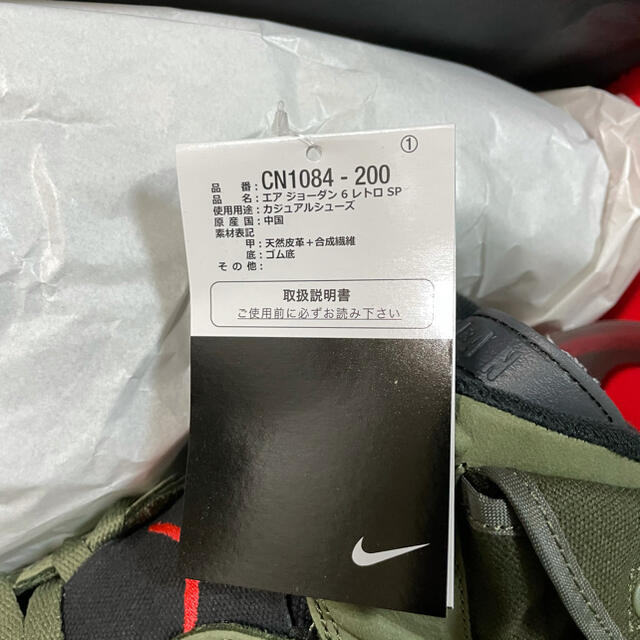 ①
品番：CN1084 - 200
品名：エア ジョーダン 6 レトロ SP
使用用途：カジュアルシューズ
原産国：中国
素材表記
甲：天然皮革＋合成繊維
底：ゴム底
その他：
取扱説明書
ご使用前に必ずお読み下さい